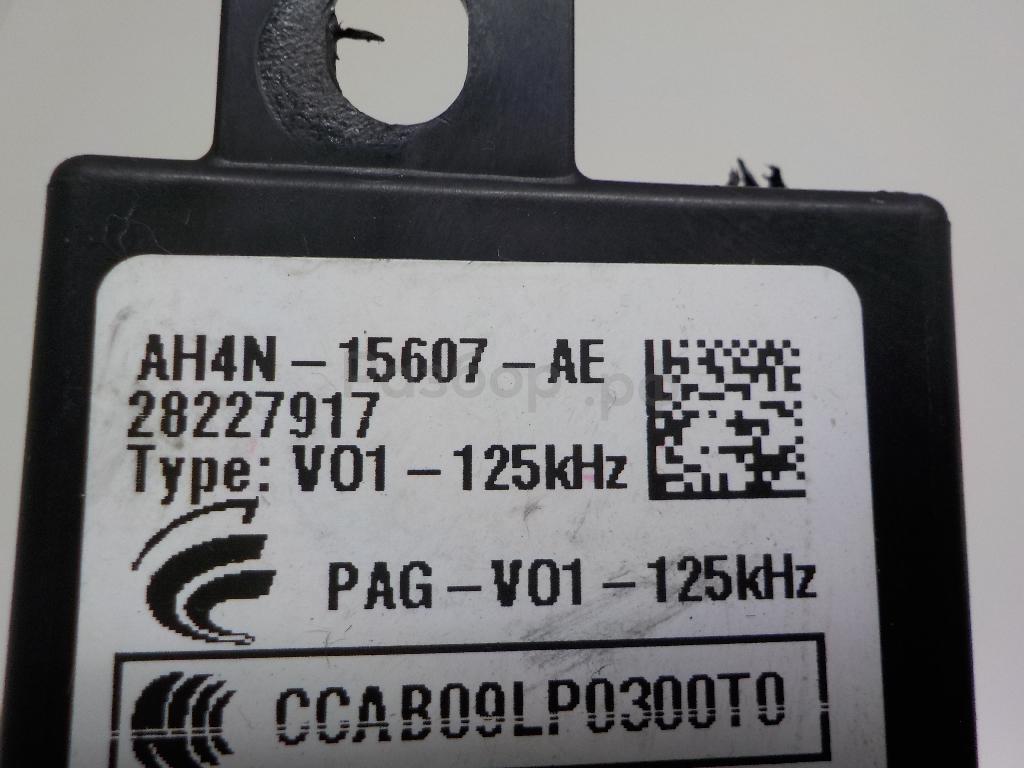 AH4N-15607-AE
28227917
Type: V01-125kHz
PAG-V01-125kHz
CCAB09LP0300T0